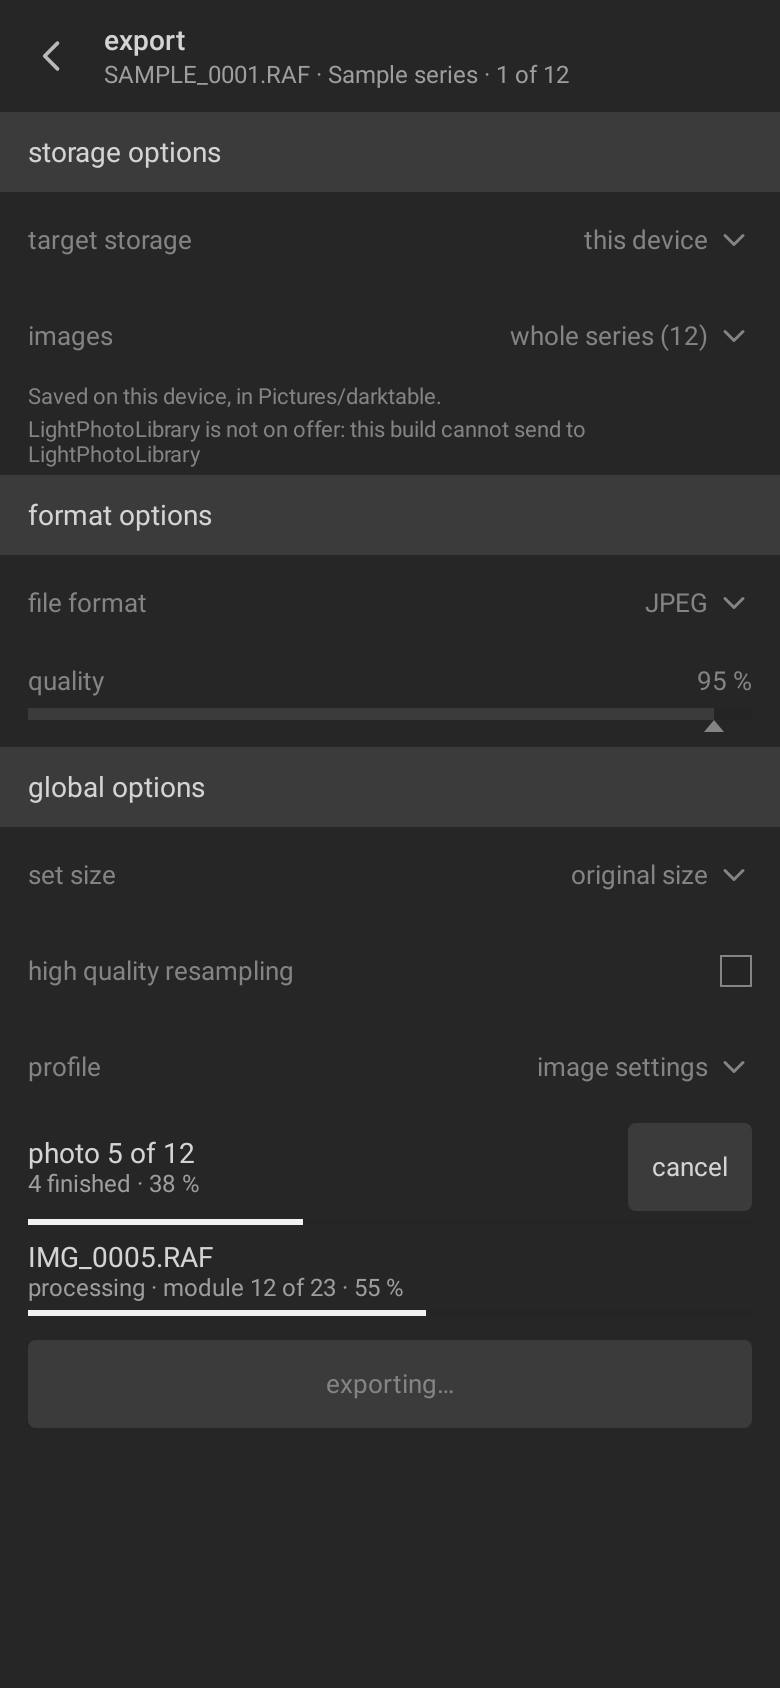 export
SAMPLE_0001.RAF · Sample series · 1 of 12
storage options
target storage this device
images whole series (12)
Saved on this device, in Pictures/darktable.
LightPhotoLibrary is not on offer: this build cannot send to
LightPhotoLibrary
format options
file format JPEG
quality 95 %
global options
set size original size
high quality resampling
profile image settings
photo 5 of 12
4 finished · 38 %
cancel
IMG_0005.RAF
processing · module 12 of 23 · 55 %
exporting…